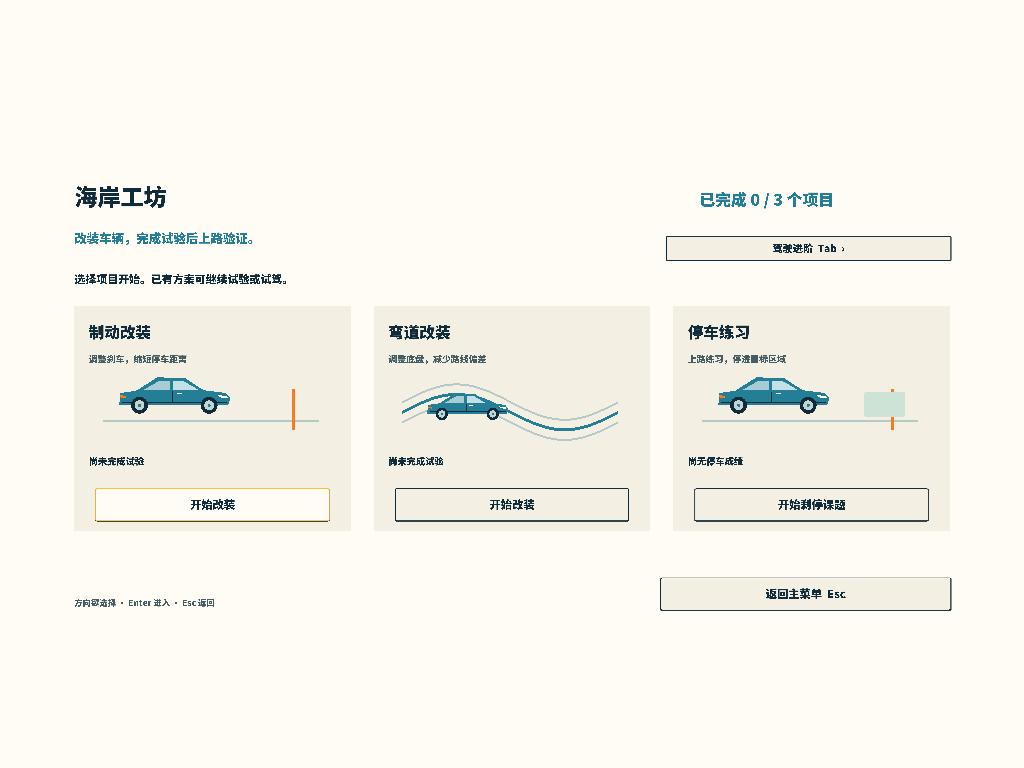 海岸工坊
已完成 0 / 3 个项目
改装车辆，完成试验后上路验证。
驾驶进阶 Tab ›
选择项目开始。已有方案可继续试验或试驾。
制动改装
调整刹车，缩短停车距离
尚未完成试验
开始改装
弯道改装
调整底盘，减少路线偏差
尚未完成试验
开始改装
停车练习
上路练习，停进目标区域
尚无停车成绩
开始刹停课题
方向键选择 · Enter 进入 · Esc 返回
返回主菜单 Esc